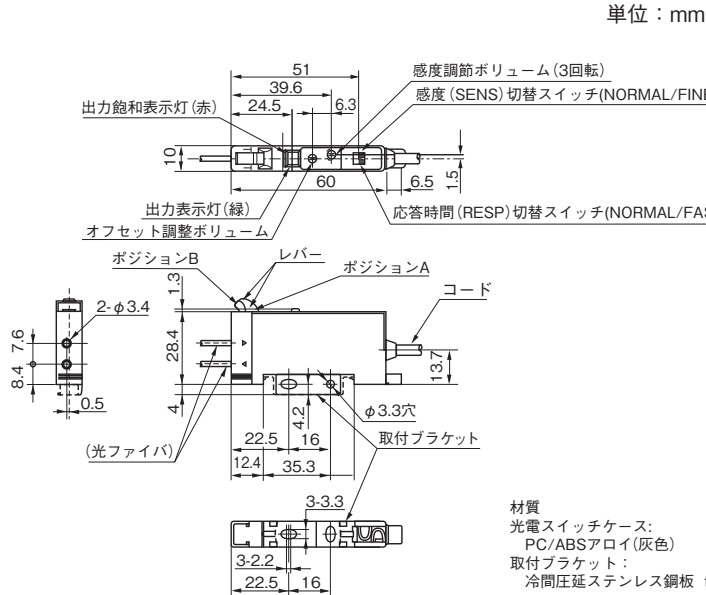 単位：mm
51
39.6
24.5
6.3
感度調節ボリューム(3回転)
感度(SENS)切替スイッチ(NORMAL/FINE
出力飽和表示灯(赤)
10
60
6.5
1.5
出力表示灯(緑)
オフセット調整ボリューム
応答時間(RESP)切替スイッチ(NORMAL/FAS
ポジションB
レバー
ポジションA
コード
1.3
2-φ3.4
28.4
7.6
8.4
0.5
13.7
4
4.2
φ3.3穴
(光ファイバ)
22.5
16
取付ブラケット
12.4
35.3
3-3.3
3-2.2
22.5
16
材質
光電スイッチケース:
PC/ABSアロイ(灰色)
取付ブラケット：
冷間圧延ステンレス鋼板